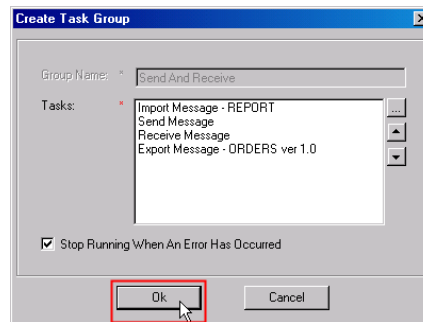 Create Task Group
Group Name: * Send And Receive
Tasks: * Import Message - REPORT
Send Message
Receive Message
Export Message - ORDERS ver 1.0
...
Stop Running When An Error Has Occurred
Ok Cancel